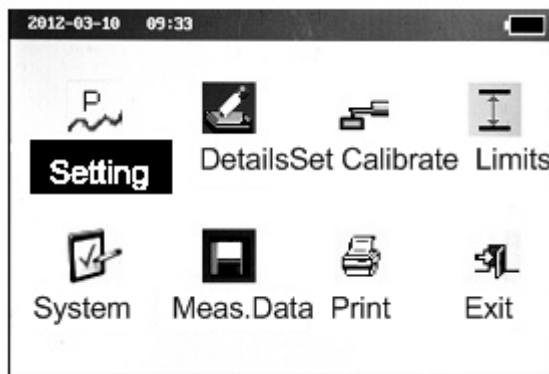 2012-03-10 09:33
P
Setting DetailsSet Calibrate Limits
System Meas.Data Print Exit